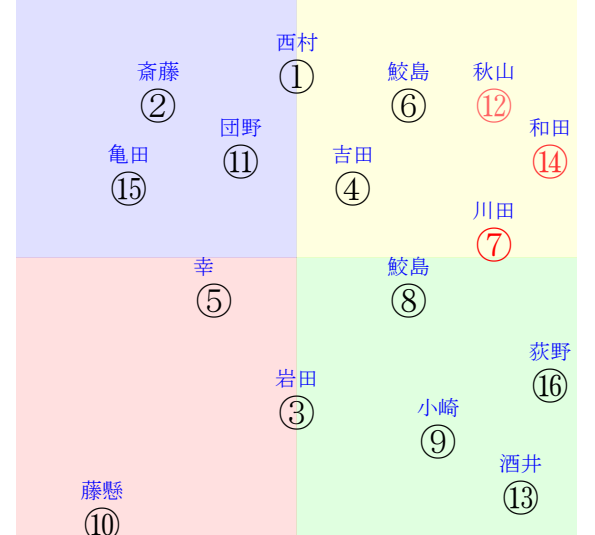 西村
①
斎藤
②
鮫島
⑥
秋山
⑫
団野
⑪
和田
⑭
亀田
⑮
吉田
④
川田
⑦
幸
⑤
鮫島
⑧
荻野
⑯
岩田
③
小崎
⑨
酒井
⑬
藤懸
⑩